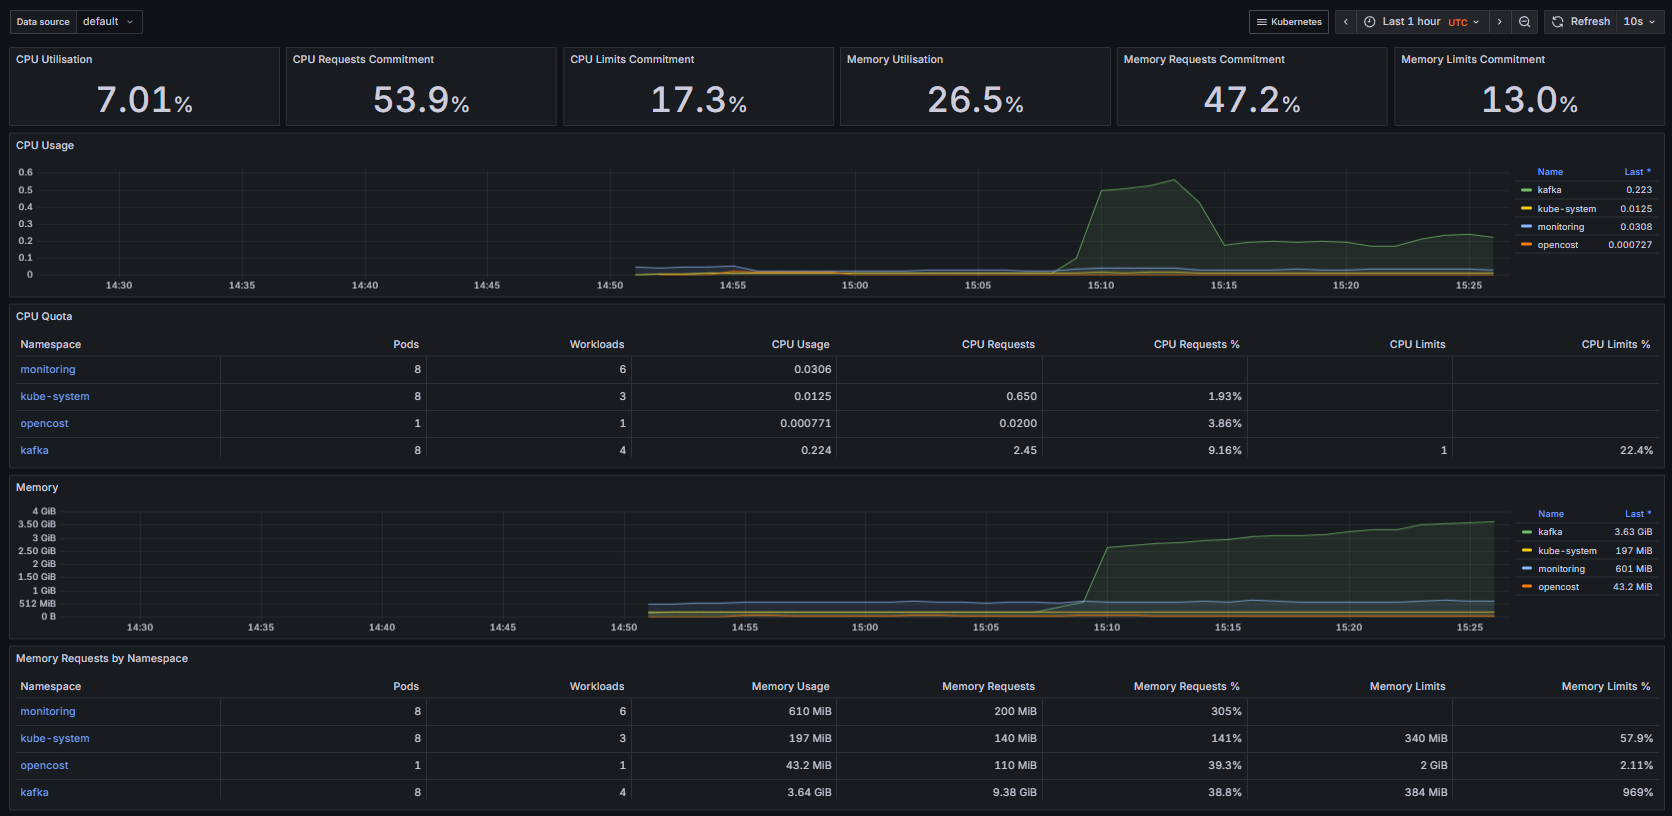 Data source default Kubernetes Last 1 hour UTC Refresh 10s
CPU Utilisation CPU Requests Commitment CPU Limits Commitment Memory Utilisation Memory Requests Commitment Memory Limits Commitment
7.01% 53.9% 17.3% 26.5% 47.2% 13.0%
CPU Usage
0.6
0.5
0.4
0.3
0.2
0.1
0
14:30 14:35 14:40 14:45 14:50 14:55 15:00 15:05 15:10 15:15 15:20 15:25
Name Last *
kafka 0.223
kube-system 0.0125
monitoring 0.0308
opencost 0.000727
CPU Quota
Namespace Pods Workloads CPU Usage CPU Requests CPU Requests % CPU Limits CPU Limits %
monitoring 8 6 0.0306
kube-system 8 3 0.0125 0.650 1.93%
opencost 1 1 0.000771 0.0200 3.86%
kafka 8 4 0.224 2.45 9.16% 1 22.4%
Memory
4 GiB
3.50 GiB
3 GiB
2.50 GiB
2 GiB
1.50 GiB
1 GiB
512 MiB
0 B
14:30 14:35 14:40 14:45 14:50 14:55 15:00 15:05 15:10 15:15 15:20 15:25
Name Last *
kafka 3.63 GiB
kube-system 197 MiB
monitoring 601 MiB
opencost 43.2 MiB
Memory Requests by Namespace
Namespace Pods Workloads Memory Usage Memory Requests Memory Requests % Memory Limits Memory Limits %
monitoring 8 6 610 MiB 200 MiB 305%
kube-system 8 3 197 MiB 140 MiB 141% 340 MiB 57.9%
opencost 1 1 43.2 MiB 110 MiB 39.3% 2 GiB 2.11%
kafka 8 4 3.64 GiB 9.38 GiB 38.8% 384 MiB 969%